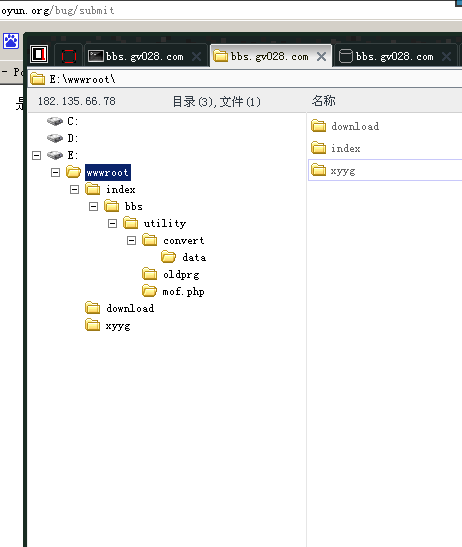 oyun.org/bug/submit
bbs.gv028.com bbs.gv028.com bbs.gv028.com
E:\wwwroot\
182.135.66.78 目录(3),文件(1) 名称
C:
D:
E:
wwwroot
index
bbs
utility
convert
data
oldprg
mof.php
download
xyyg
download
index
xyyg